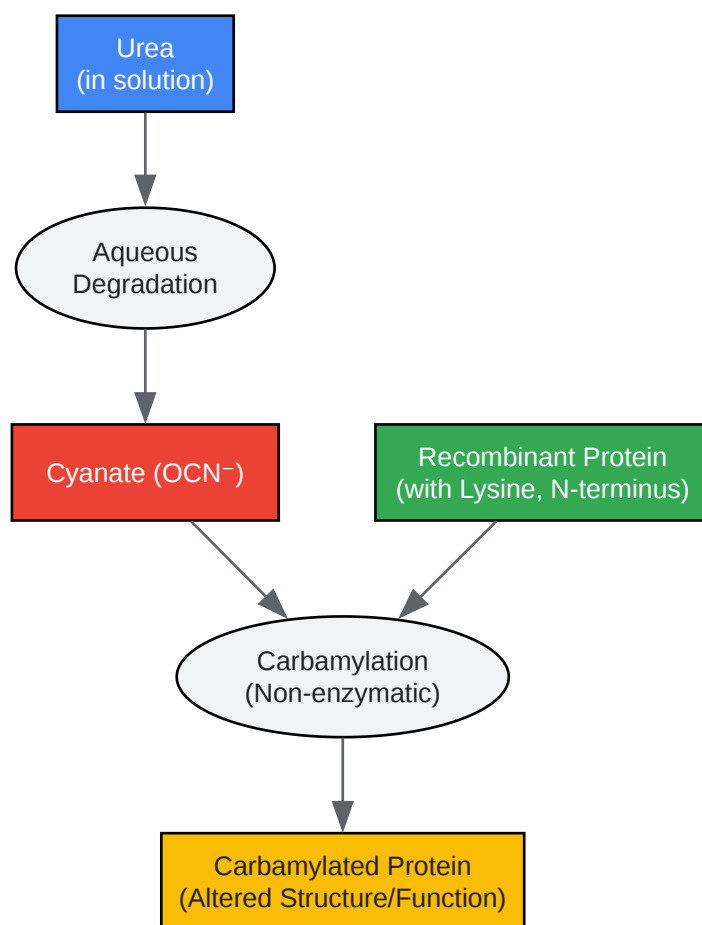 Urea
(in solution)
Aqueous
Degradation
Cyanate (OCN⁻)
Recombinant Protein
(with Lysine, N-terminus)
Carbamylation
(Non-enzymatic)
Carbamylated Protein
(Altered Structure/Function)